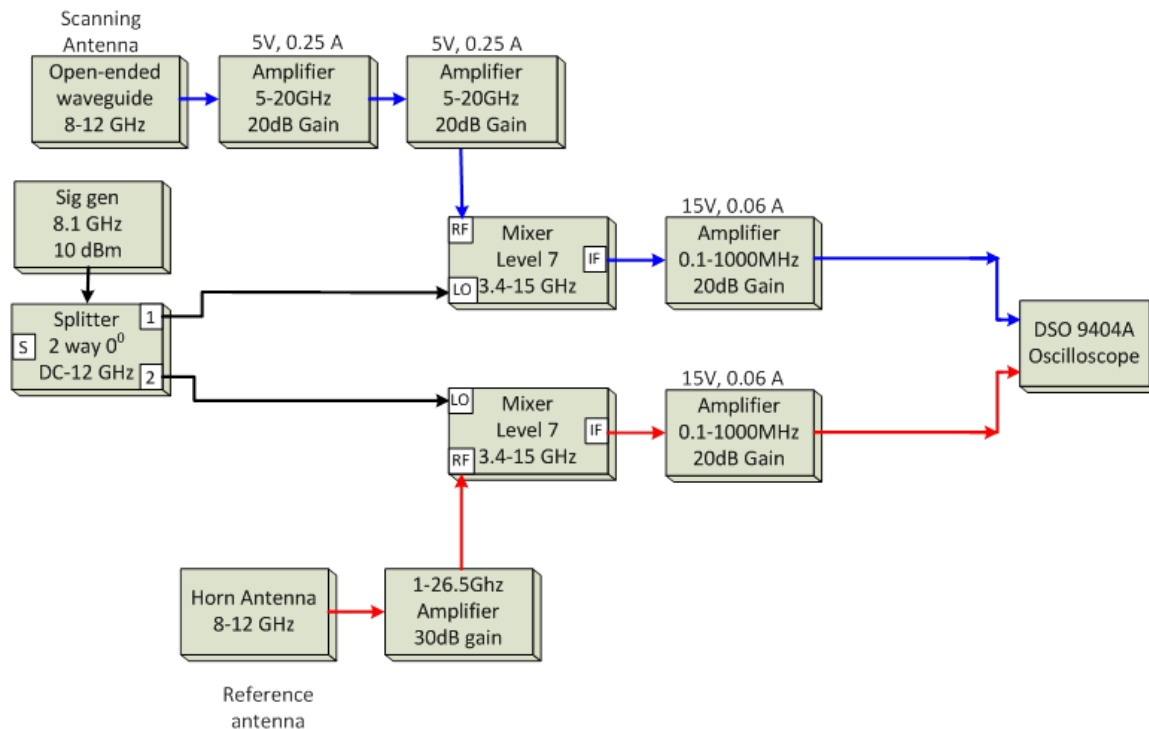 Scanning
Antenna
Open-ended
waveguide
8-12 GHz
5V, 0.25 A
Amplifier
5-20GHz
20dB Gain
5V, 0.25 A
Amplifier
5-20GHz
20dB Gain
Sig gen
8.1 GHz
10 dBm
Splitter
2 way 0⁰
DC-12 GHz
S
1
2
RF
LO
Mixer
Level 7
3.4-15 GHz
IF
15V, 0.06 A
Amplifier
0.1-1000MHz
20dB Gain
DSO 9404A
Oscilloscope
LO
RF
Mixer
Level 7
3.4-15 GHz
IF
15V, 0.06 A
Amplifier
0.1-1000MHz
20dB Gain
Horn Antenna
8-12 GHz
1-26.5Ghz
Amplifier
30dB gain
Reference
antenna